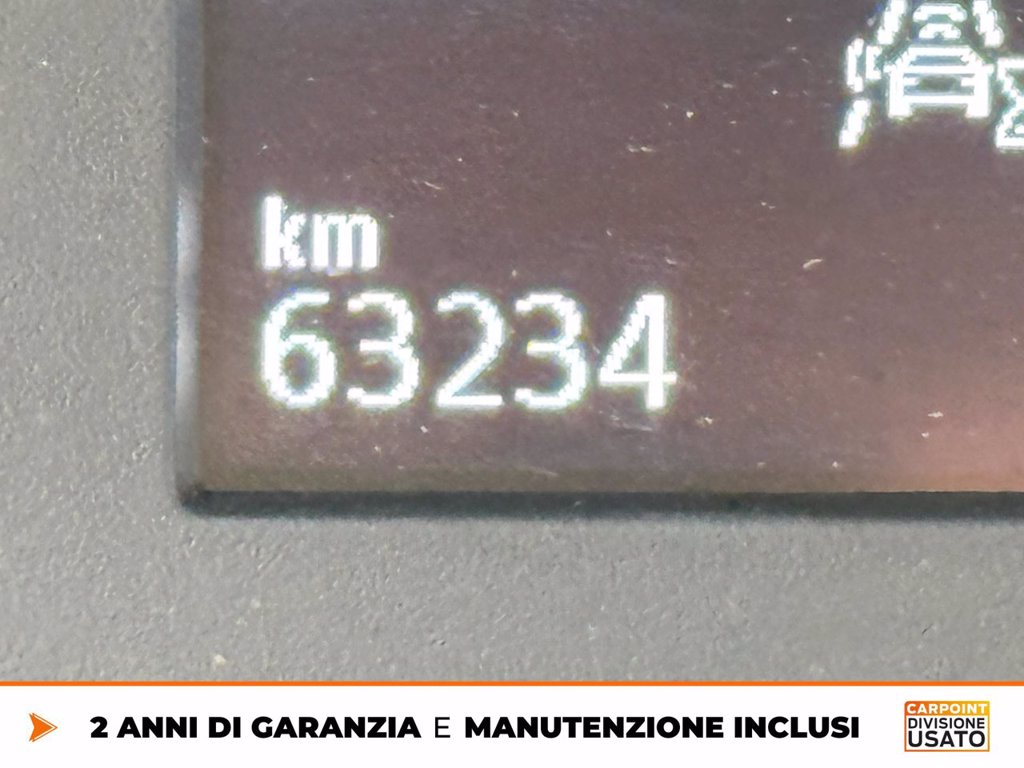 km
63234
2 ANNI DI GARANZIA E MANUTENZIONE INCLUSI
CARPOINT
DIVISIONE
USATO